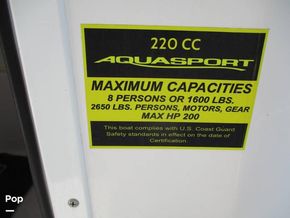 220 CC
AQUASPORT
MAXIMUM CAPACITIES
8 PERSONS OR 1600 LBS.
2650 LBS. PERSONS, MOTORS, GEAR
MAX HP 200
This boat complies with U.S. Coast Guard
Safety standards in effect on the date of
Certification.
Pop